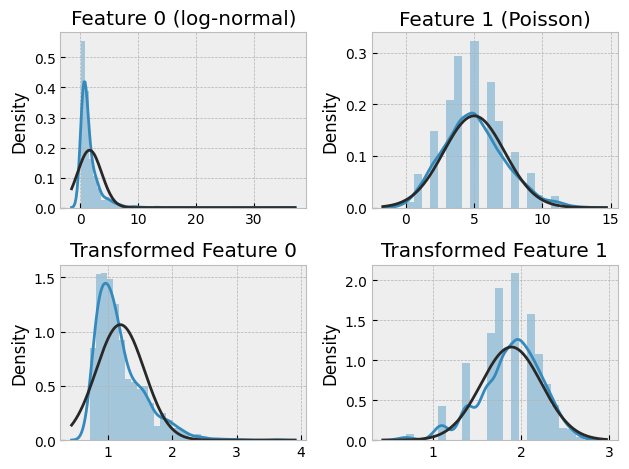 Feature 0 (log-normal)
Density
0.5
0.4
0.3
0.2
0.1
0.0
0 10 20 30
Feature 1 (Poisson)
Density
0.3
0.2
0.1
0.0
0 5 10 15
Transformed Feature 0
Density
1.5
1.0
0.5
0.0
1 2 3 4
Transformed Feature 1
Density
2.0
1.5
1.0
0.5
0.0
1 2 3